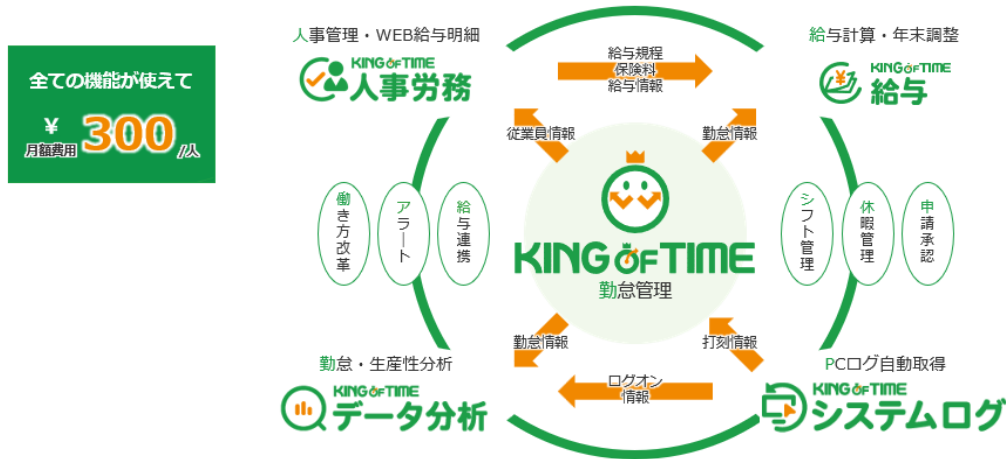 全ての機能が使えて
¥
月額費用 300 /人
人事管理・WEB給与明細
KING OF TIME
人事労務
給与規程
保険料
給与情報
給与計算・年末調整
KING OF TIME
給与
従業員情報
勤怠情報
働き方改革
アラート
給与連携
KING OF TIME
勤怠管理
シフト管理
休暇管理
申請承認
勤怠情報
打刻情報
勤怠・生産性分析
KING OF TIME
データ分析
ログオン
情報
PCログ自動取得
KING OF TIME
システムログ